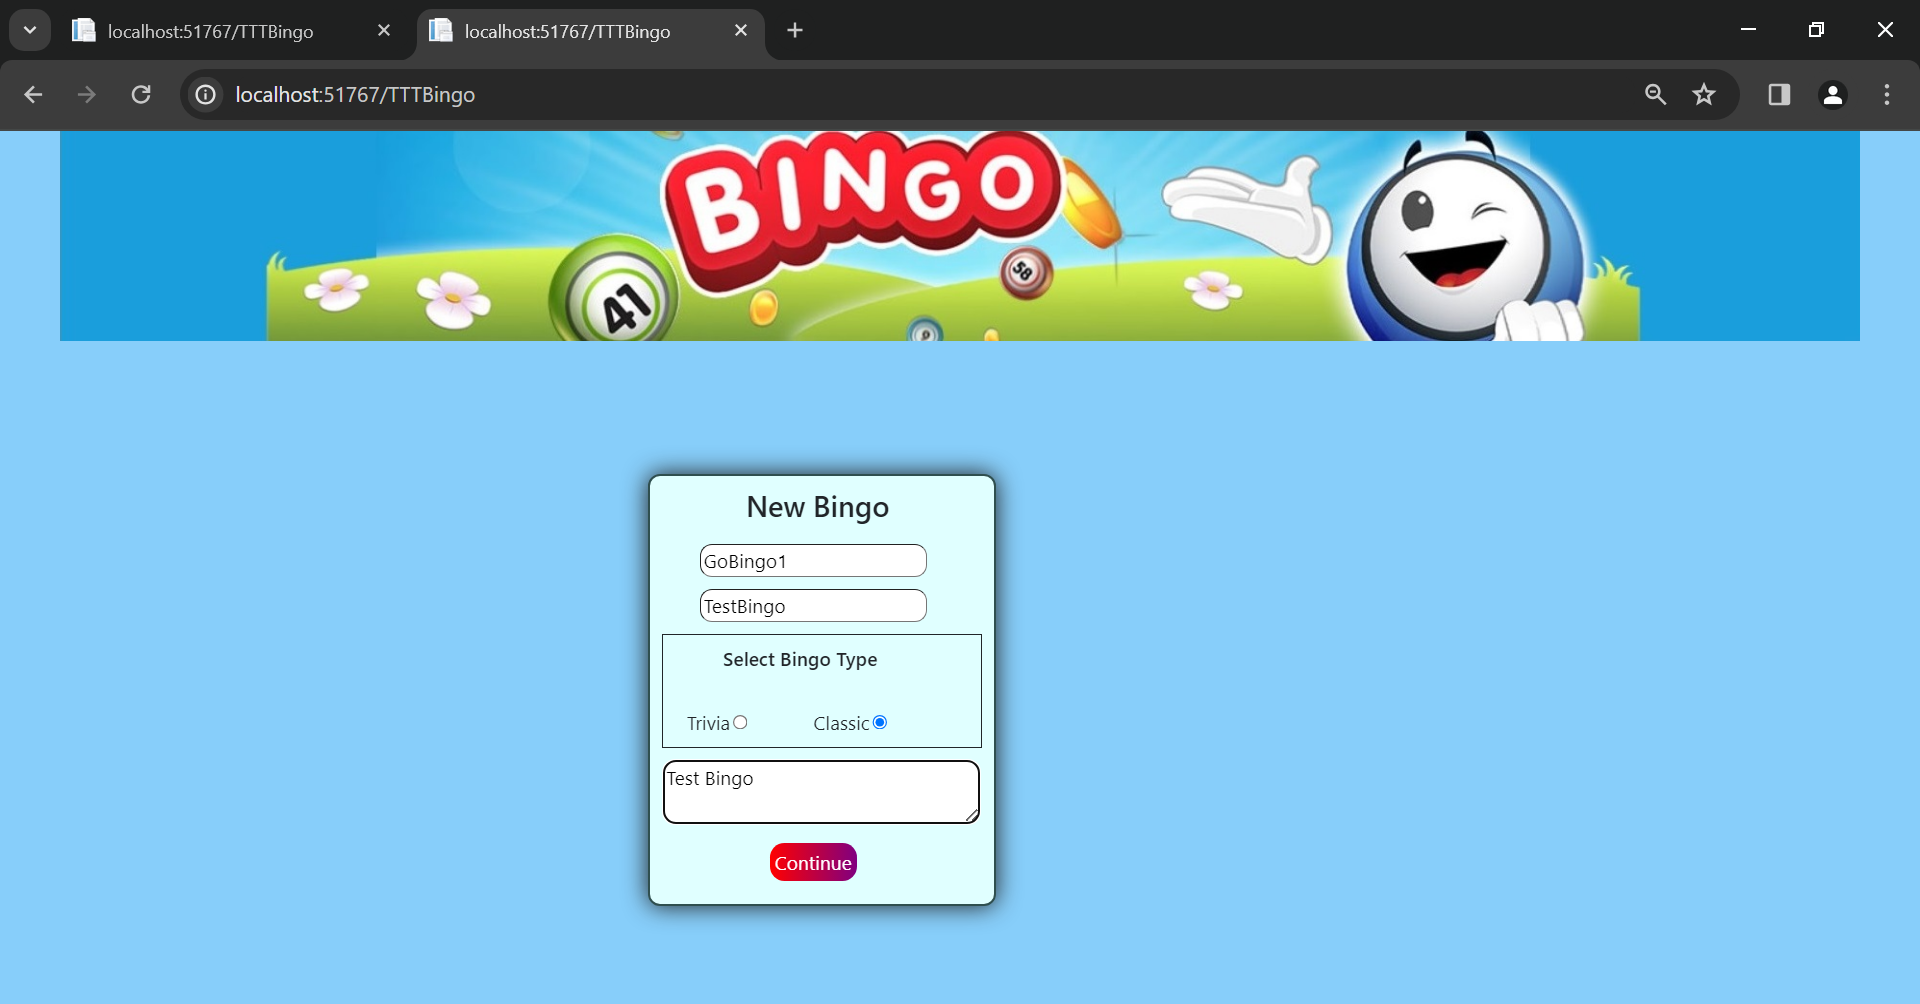 localhost:51767/TTTBingo
localhost:51767/TTTBingo
localhost:51767/TTTBingo
BINGO
41
58
New Bingo
GoBingo1
TestBingo
Select Bingo Type
Trivia Classic
Test Bingo
Continue